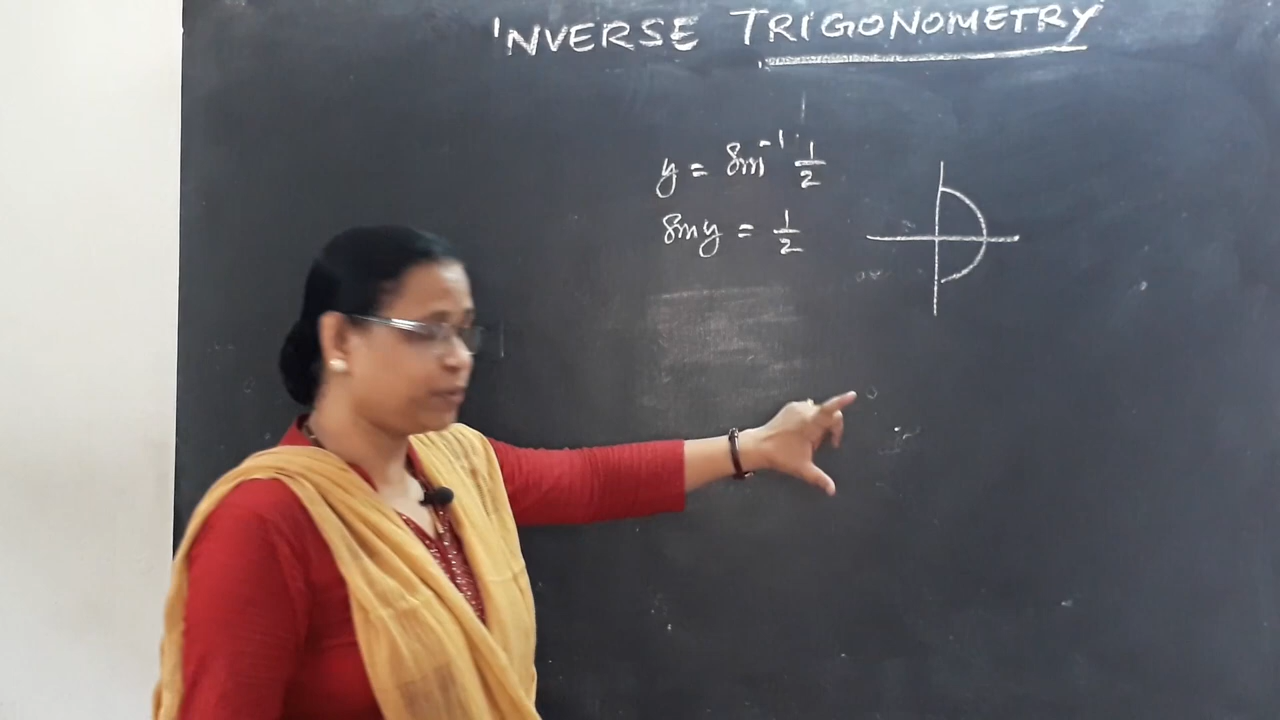 INVERSE TRIGONOMETRY
y = sin⁻¹ 1/2
sin y = 1/2